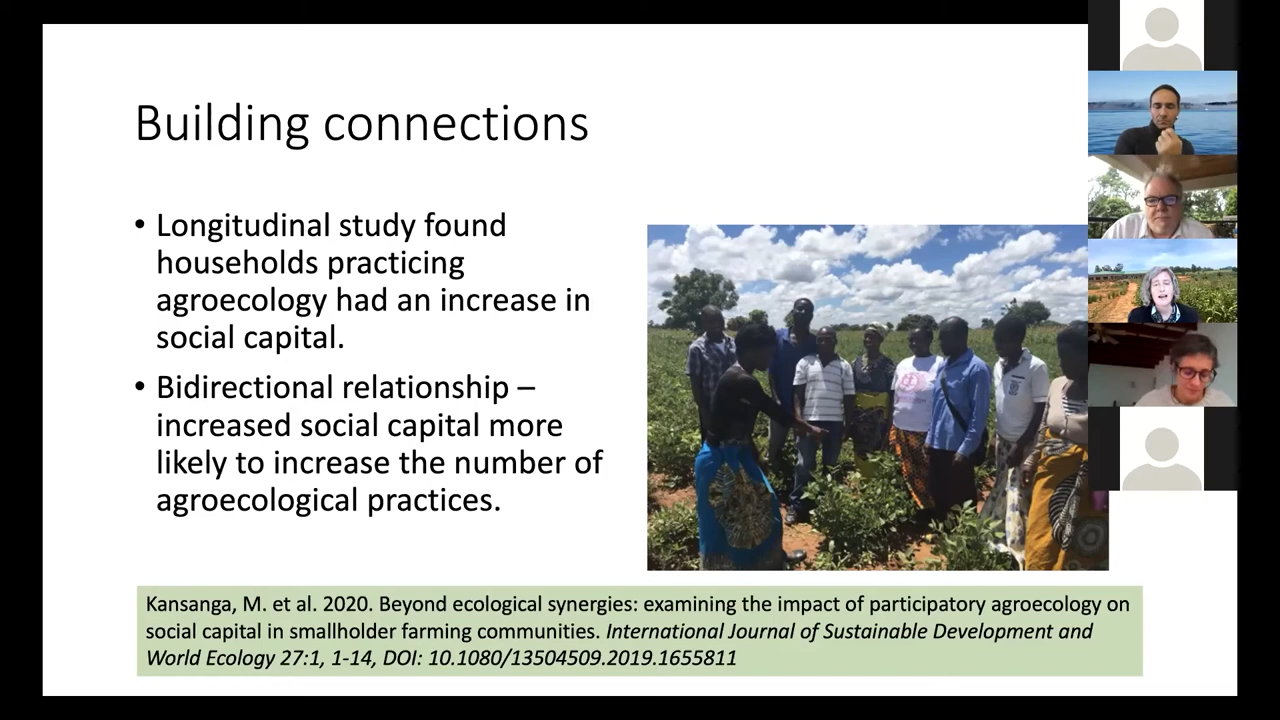 Building connections
• Longitudinal study found
households practicing
agroecology had an increase in
social capital.
• Bidirectional relationship –
increased social capital more
likely to increase the number of
agroecological practices.
Kansanga, M. et al. 2020. Beyond ecological synergies: examining the impact of participatory agroecology on
social capital in smallholder farming communities. International Journal of Sustainable Development and
World Ecology 27:1, 1-14, DOI: 10.1080/13504509.2019.1655811